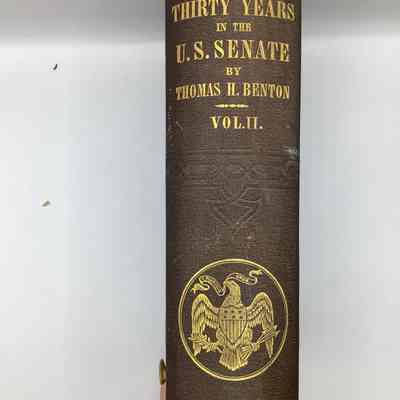 THIRTY YEARS
IN THE
U.S. SENATE
BY
THOMAS H. BENTON
VOL. II.